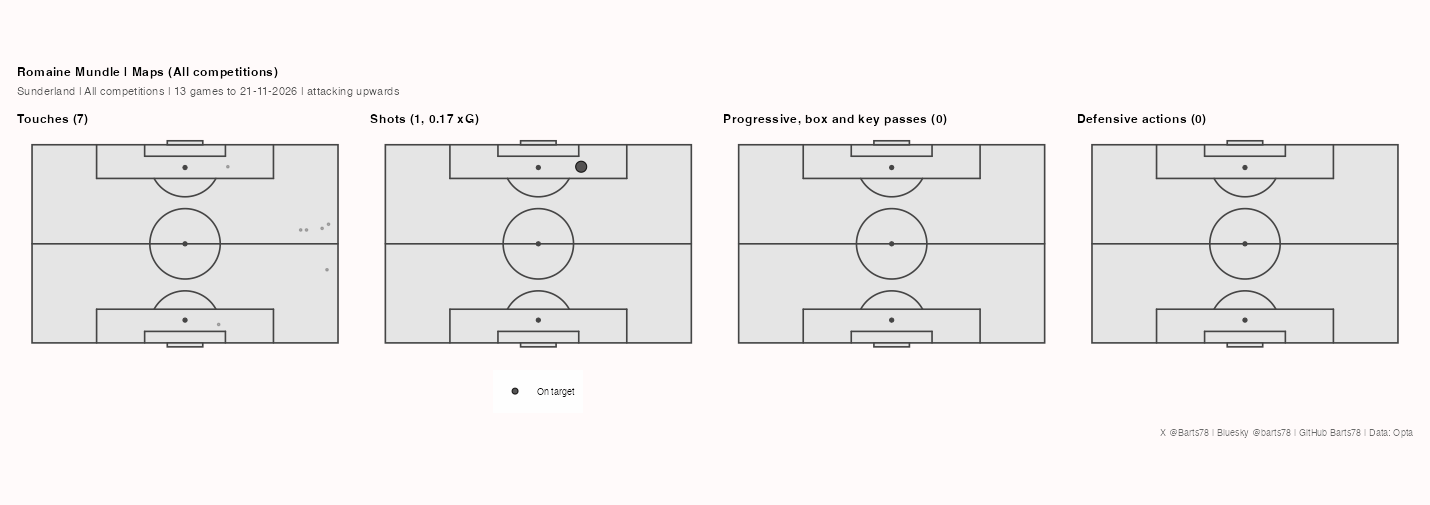 Romaine Mundle | Maps (All competitions)
Sunderland | All competitions | 13 games to 21-11-2026 | attacking upwards
Touches (7)
Shots (1, 0.17 xG)
Progressive, box and key passes (0)
Defensive actions (0)
On target
X @Barts78 | Bluesky @barts78 | GitHub Barts78 | Data: Opta